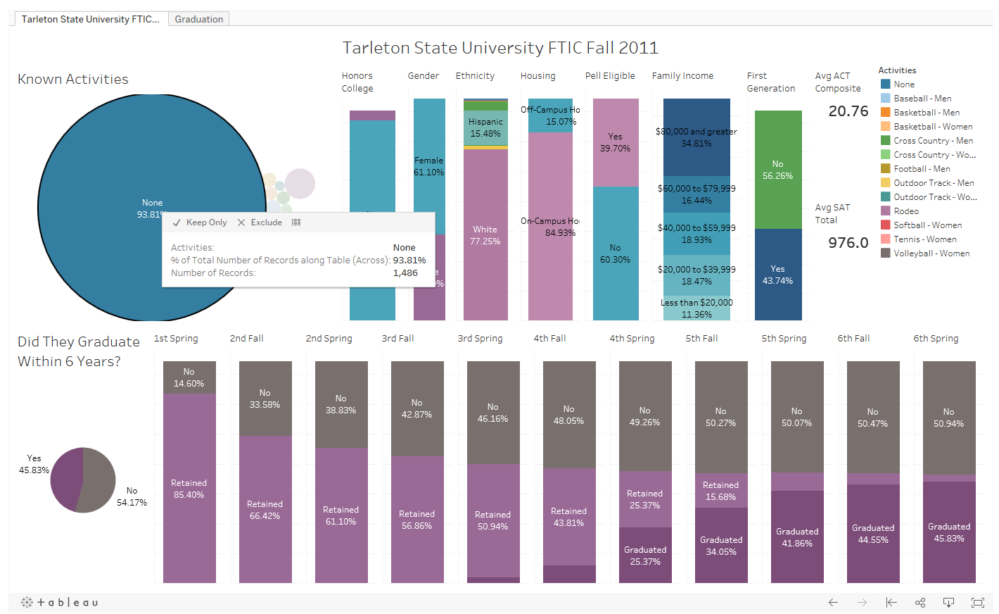 Tarleton State University FTIC...
Graduation
Tarleton State University FTIC Fall 2011
Known Activities
None
93.81%
Keep Only
Exclude
Activities: None
% of Total Number of Records along Table (Across): 93.81%
Number of Records: 1,486
Honors
College
Gender
Female
61.10%
Ethnicity
Hispanic
15.48%
White
77.25%
Housing
Off-Campus Ho
15.07%
On-Campus Ho
84.93%
Pell Eligible
Yes
39.70%
No
60.30%
Family Income
$80,000 and greater
34.81%
$60,000 to $79,999
16.44%
$40,000 to $59,999
18.93%
$20,000 to $39,999
18.47%
Less than $20,000
11.36%
First
Generation
No
56.26%
Yes
43.74%
Avg ACT
Composite
20.76
Avg SAT
Total
976.0
Activities
None
Baseball - Men
Basketball - Men
Basketball - Women
Cross Country - Men
Cross Country - Wo...
Football - Men
Outdoor Track - Men
Outdoor Track - Wo...
Rodeo
Softball - Women
Tennis - Women
Volleyball - Women
Did They Graduate
Within 6 Years?
Yes
45.83%
No
54.17%
1st Spring
No
14.60%
Retained
85.40%
2nd Fall
No
33.58%
Retained
66.42%
2nd Spring
No
38.83%
Retained
61.10%
3rd Fall
No
42.87%
Retained
56.86%
3rd Spring
No
46.16%
Retained
50.94%
4th Fall
No
48.05%
Retained
43.81%
4th Spring
No
49.26%
Retained
25.37%
Graduated
25.37%
5th Fall
No
50.27%
Retained
15.68%
Graduated
34.05%
5th Spring
No
50.07%
Graduated
41.86%
6th Fall
No
50.47%
Graduated
44.55%
6th Spring
No
50.94%
Graduated
45.83%
+ a b l e a u